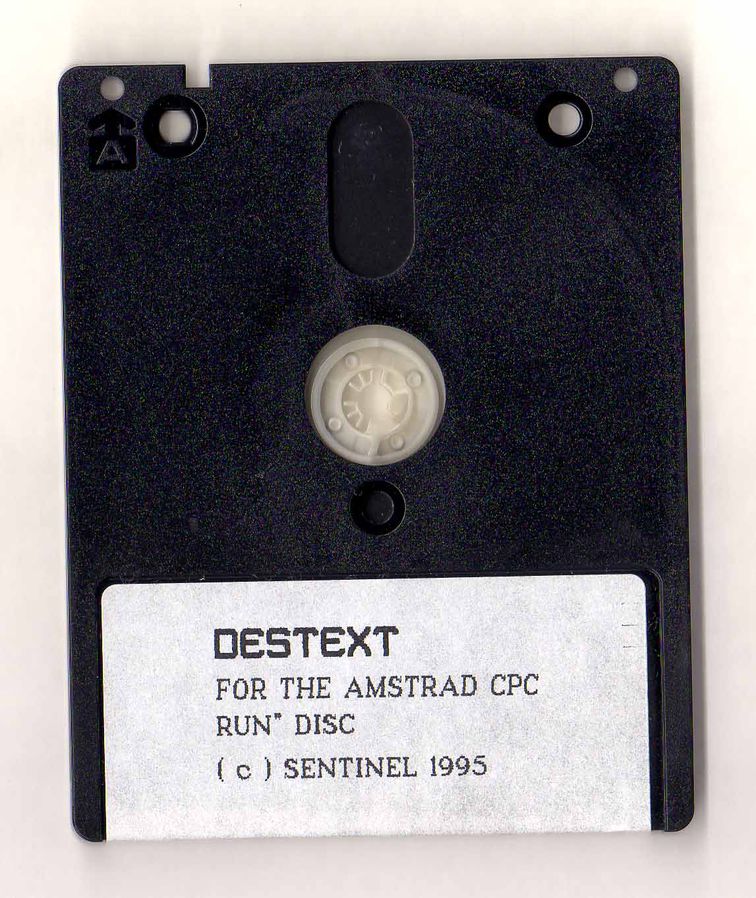 A
DESTEXT
FOR THE AMSTRAD CPC
RUN" DISC
(c) SENTINEL 1995